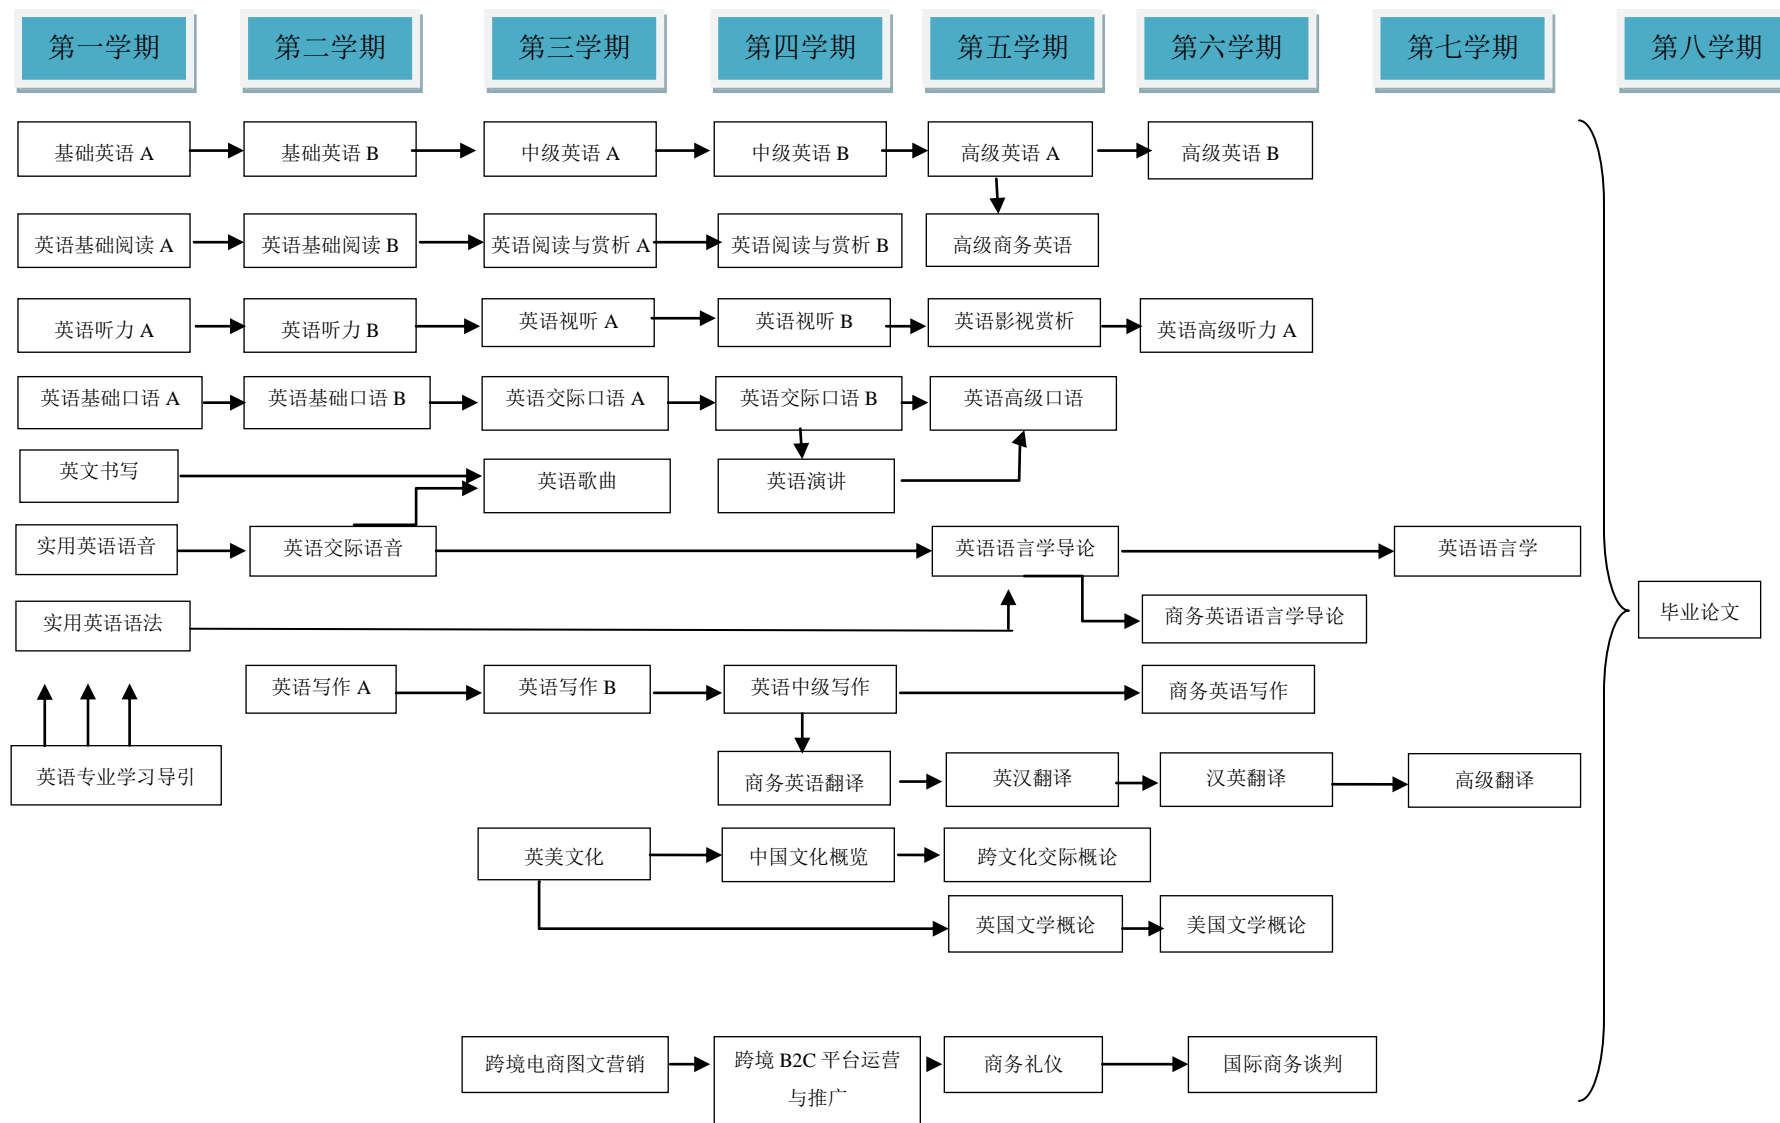 第一学期
第二学期
第三学期
第四学期
第五学期
第六学期
第七学期
第八学期
基础英语 A
基础英语 B
中级英语 A
中级英语 B
高级英语 A
高级英语 B
英语基础阅读 A
英语基础阅读 B
英语阅读与赏析 A
英语阅读与赏析 B
高级商务英语
英语听力 A
英语听力 B
英语视听 A
英语视听 B
英语影视赏析
英语高级听力 A
英语基础口语 A
英语基础口语 B
英语交际口语 A
英语交际口语 B
英语高级口语
英文书写
英语歌曲
英语演讲
实用英语语音
英语交际语音
英语语言学导论
英语语言学
实用英语语法
商务英语语言学导论
毕业论文
英语写作 A
英语写作 B
英语中级写作
商务英语写作
英语专业学习导引
商务英语翻译
英汉翻译
汉英翻译
高级翻译
英美文化
中国文化概览
跨文化交际概论
英国文学概论
美国文学概论
跨境电商图文营销
跨境 B2C 平台运营
与推广
商务礼仪
国际商务谈判